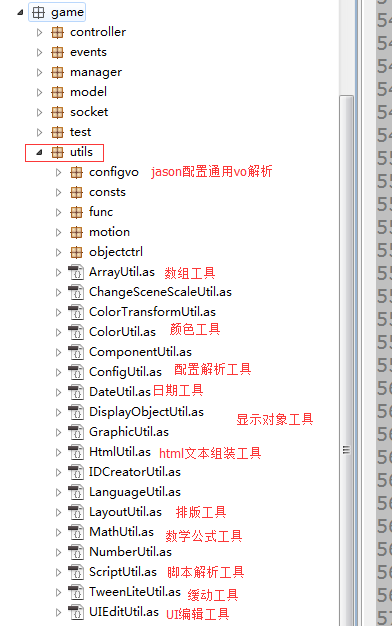 game
controller
events
manager
model
socket
test
utils
configvo jason配置通用vo解析
consts
func
motion
objectctrl
ArrayUtil.as 数组工具
ChangeSceneScaleUtil.as
ColorTransformUtil.as
ColorUtil.as 颜色工具
ComponentUtil.as
ConfigUtil.as 配置解析工具
DateUtil.as 日期工具
DisplayObjectUtil.as 显示对象工具
GraphicUtil.as
HtmlUtil.as html文本组装工具
IDCreatorUtil.as
LanguageUtil.as
LayoutUtil.as 排版工具
MathUtil.as 数学公式工具
NumberUtil.as
ScriptUtil.as 脚本解析工具
TweenLiteUtil.as 缓动工具
UIEditUtil.as UI编辑工具